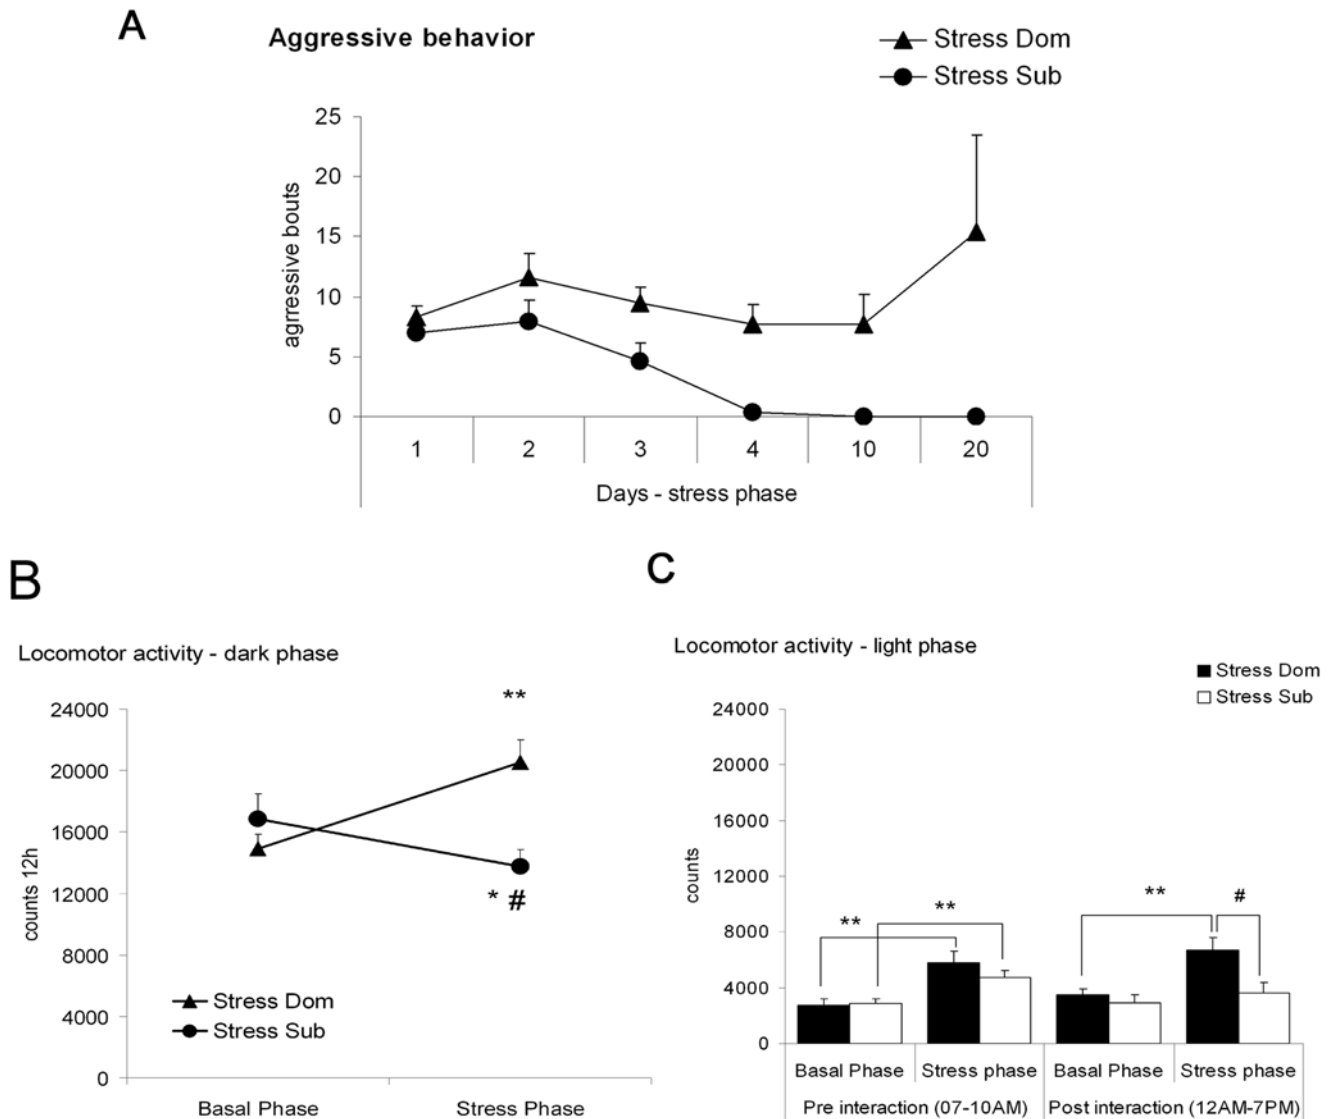 A
Aggressive behavior
Stress Dom
Stress Sub
25
20
15
10
5
0
agrressive bouts
1 2 3 4 10 20
Days - stress phase
B
Locomotor activity - dark phase
**
24000
20000
16000
12000
8000
4000
0
counts 12h
* #
Stress Dom
Stress Sub
Basal Phase Stress Phase
C
Locomotor activity - light phase
Stress Dom
Stress Sub
24000
20000
16000
12000
8000
4000
0
counts
** ** ** #
Basal Phase Stress phase Basal Phase Stress phase
Pre interaction (07-10AM) Post interaction (12AM-7PM)